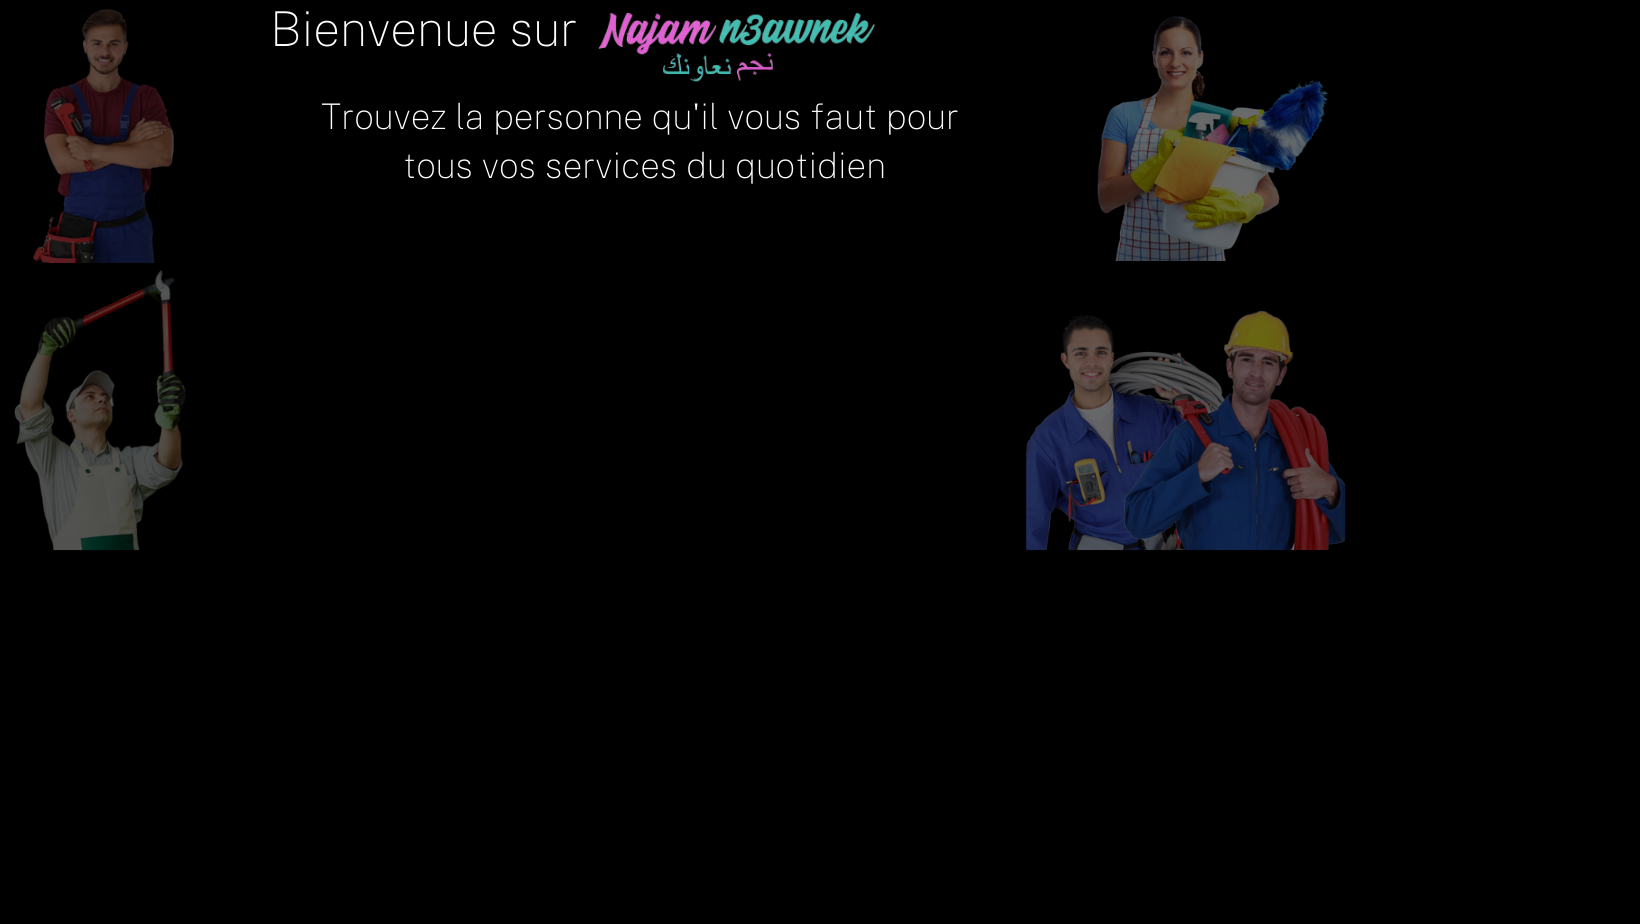 Bienvenue sur Najam n3awnek
نجم نعاونك
Trouvez la personne qu'il vous faut pour
tous vos services du quotidien